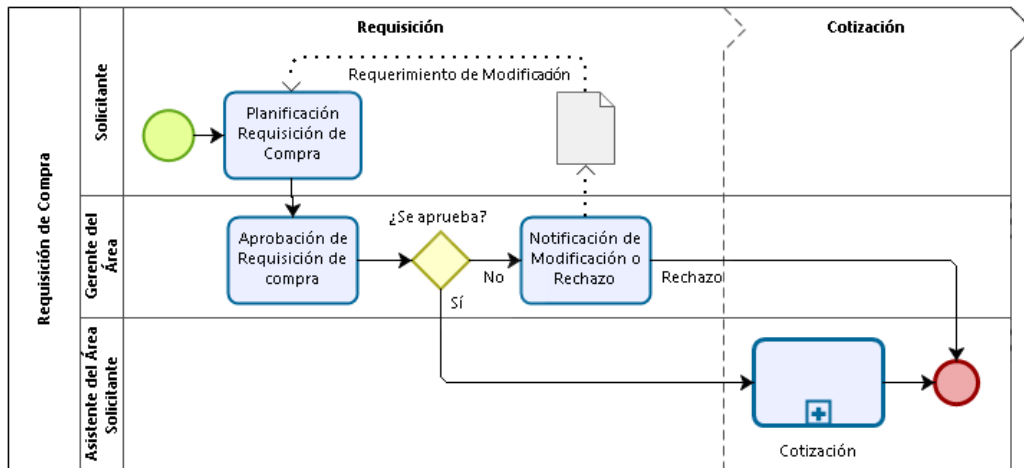 Requisición
Cotización
Requisición de Compra
Solicitante
Requerimiento de Modificación
Planificación
Requisición de
Compra
Gerente del
Área
Aprobación de
Requisición de
compra
¿Se aprueba?
No
Sí
Notificación de
Modificación o
Rechazo
Rechazo
Asistente del Área
Solicitante
Cotización